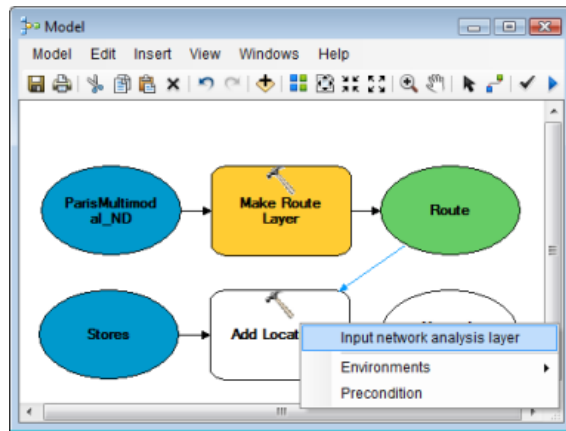 Model
Model Edit Insert View Windows Help
ParisMultimod
al_ND
Make Route
Layer
Route
Stores
Add Locat
Input network analysis layer
Environments
Precondition